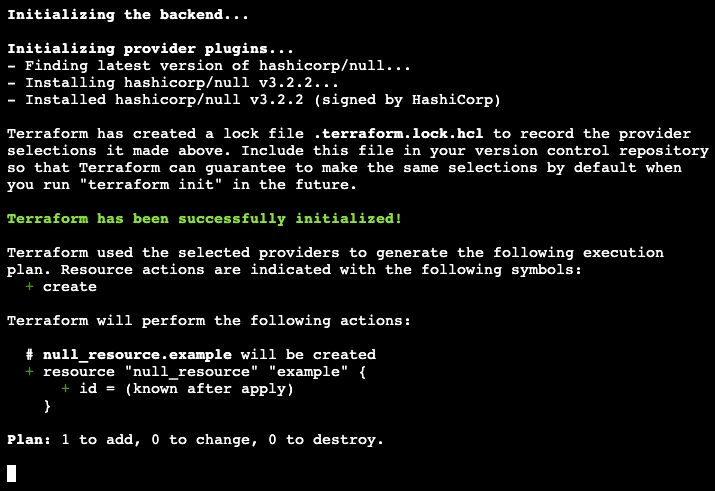 Initializing the backend...
Initializing provider plugins...
- Finding latest version of hashicorp/null...
- Installing hashicorp/null v3.2.2...
- Installed hashicorp/null v3.2.2 (signed by HashiCorp)
Terraform has created a lock file .terraform.lock.hcl to record the provider
selections it made above. Include this file in your version control repository
so that Terraform can guarantee to make the same selections by default when
you run "terraform init" in the future.
Terraform has been successfully initialized!
Terraform used the selected providers to generate the following execution
plan. Resource actions are indicated with the following symbols:
  + create
Terraform will perform the following actions:
  # null_resource.example will be created
  + resource "null_resource" "example" {
      + id = (known after apply)
    }
Plan: 1 to add, 0 to change, 0 to destroy.